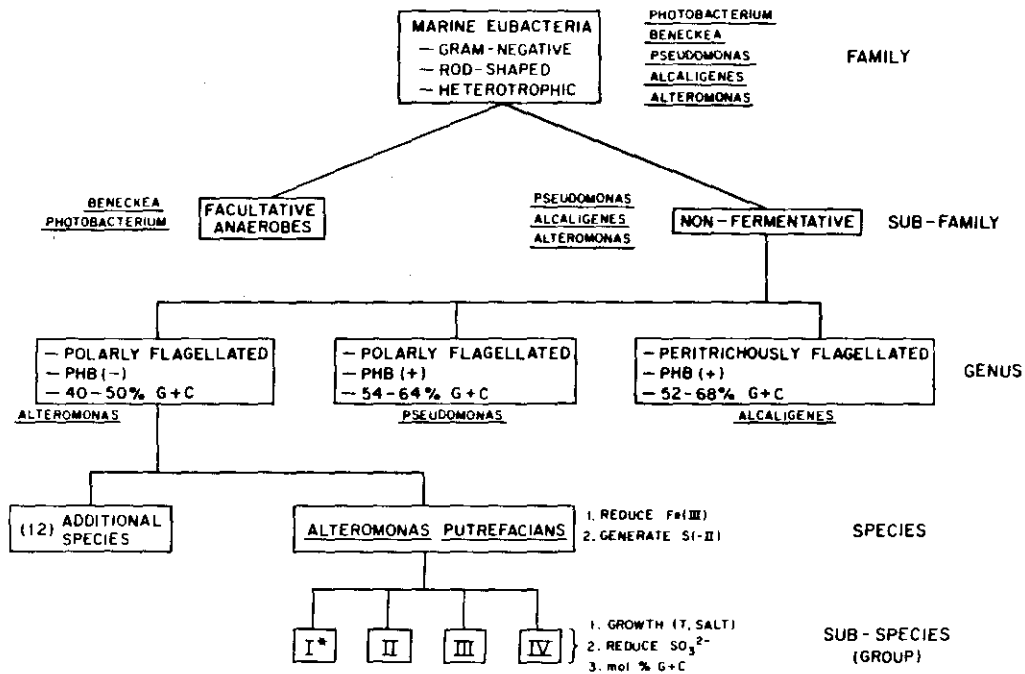 MARINE EUBACTERIA
– GRAM-NEGATIVE
– ROD-SHAPED
– HETEROTROPHIC
PHOTOBACTERIUM
BENECKEA
PSEUDOMONAS
ALCALIGENES
ALTEROMONAS
FAMILY
BENECKEA
PHOTOBACTERIUM
FACULTATIVE
ANAEROBES
PSEUDOMONAS
ALCALIGENES
ALTEROMONAS
NON-FERMENTATIVE
SUB-FAMILY
– POLARLY FLAGELLATED
– PHB (–)
– 40-50% G+C
ALTEROMONAS
– POLARLY FLAGELLATED
– PHB (+)
– 54-64% G+C
PSEUDOMONAS
– PERITRICHOUSLY FLAGELLATED
– PHB (+)
– 52-68% G+C
ALCALIGENES
GENUS
(12) ADDITIONAL
SPECIES
ALTEROMONAS PUTREFACIANS
1. REDUCE Fe(III)
2. GENERATE S(-II)
SPECIES
I*
II
III
IV
1. GROWTH (T, SALT)
2. REDUCE SO₃²⁻
3. mol % G+C
SUB-SPECIES
(GROUP)